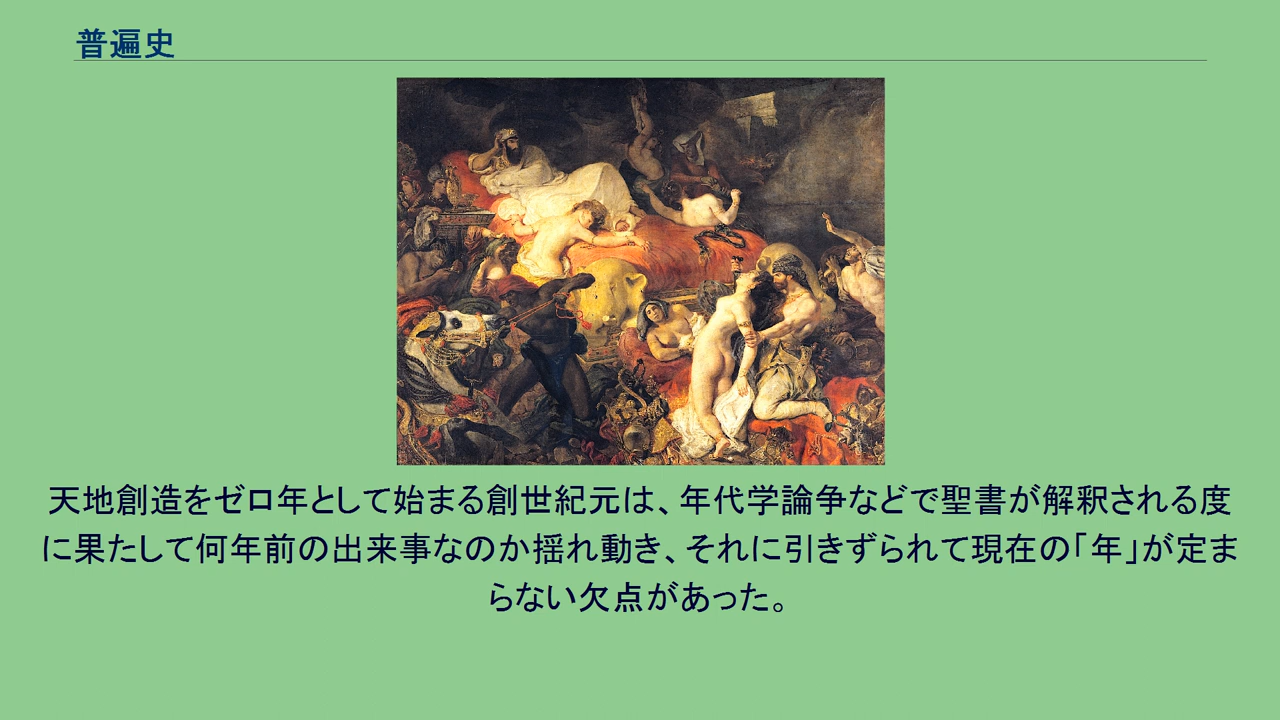 普遍史
天地創造をゼロ年として始まる創世紀元は、年代学論争などで聖書が解釈される度
に果たして何年前の出来事なのか揺れ動き、それに引きずられて現在の「年」が定ま
らない欠点があった。